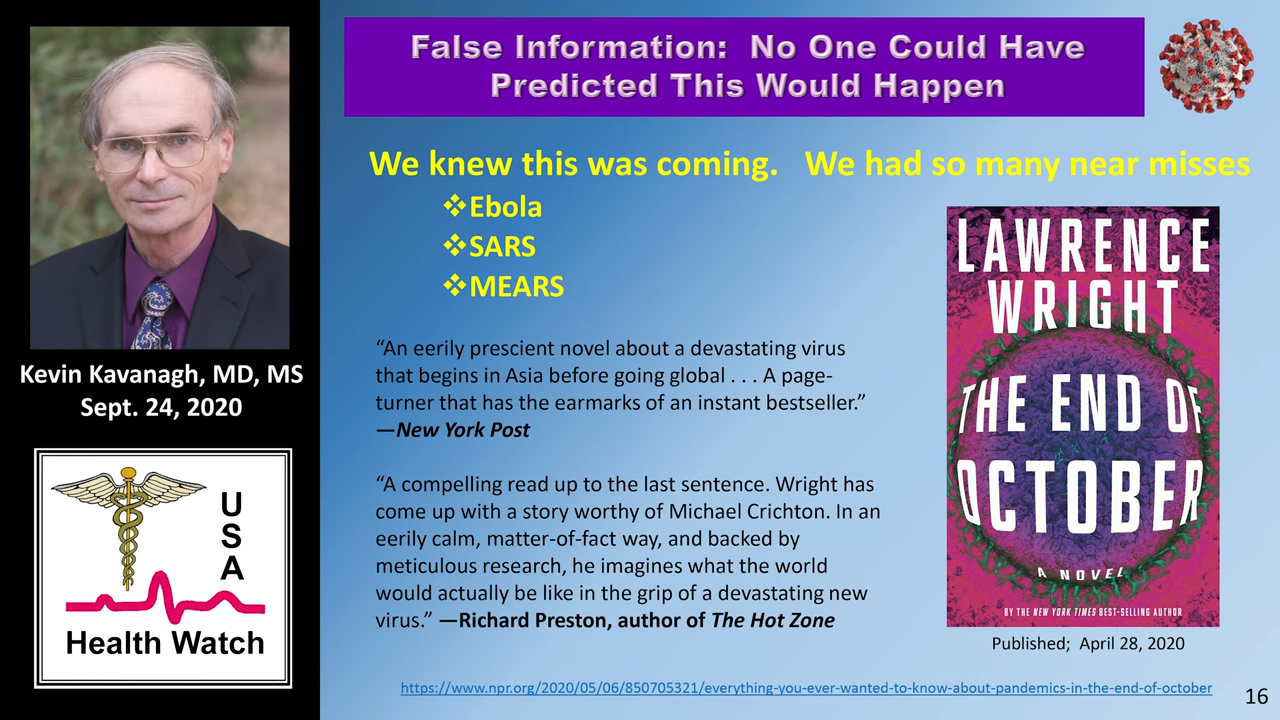 False Information:  No One Could Have
Predicted This Would Happen
We knew this was coming.   We had so many near misses
❖Ebola
❖SARS
❖MEARS
“An eerily prescient novel about a devastating virus
that begins in Asia before going global . . . A page-
turner that has the earmarks of an instant bestseller.”
—New York Post
“A compelling read up to the last sentence. Wright has
come up with a story worthy of Michael Crichton. In an
eerily calm, matter-of-fact way, and backed by
meticulous research, he imagines what the world
would actually be like in the grip of a devastating new
virus.” —Richard Preston, author of The Hot Zone
LAWRENCE
WRIGHT
THE END OF
OCTOBER
A NOVEL
BY THE NEW YORK TIMES BEST-SELLING AUTHOR
Published;  April 28, 2020
https://www.npr.org/2020/05/06/850705321/everything-you-ever-wanted-to-know-about-pandemics-in-the-end-of-october
16
Kevin Kavanagh, MD, MS
Sept. 24, 2020
U
S
A
Health Watch